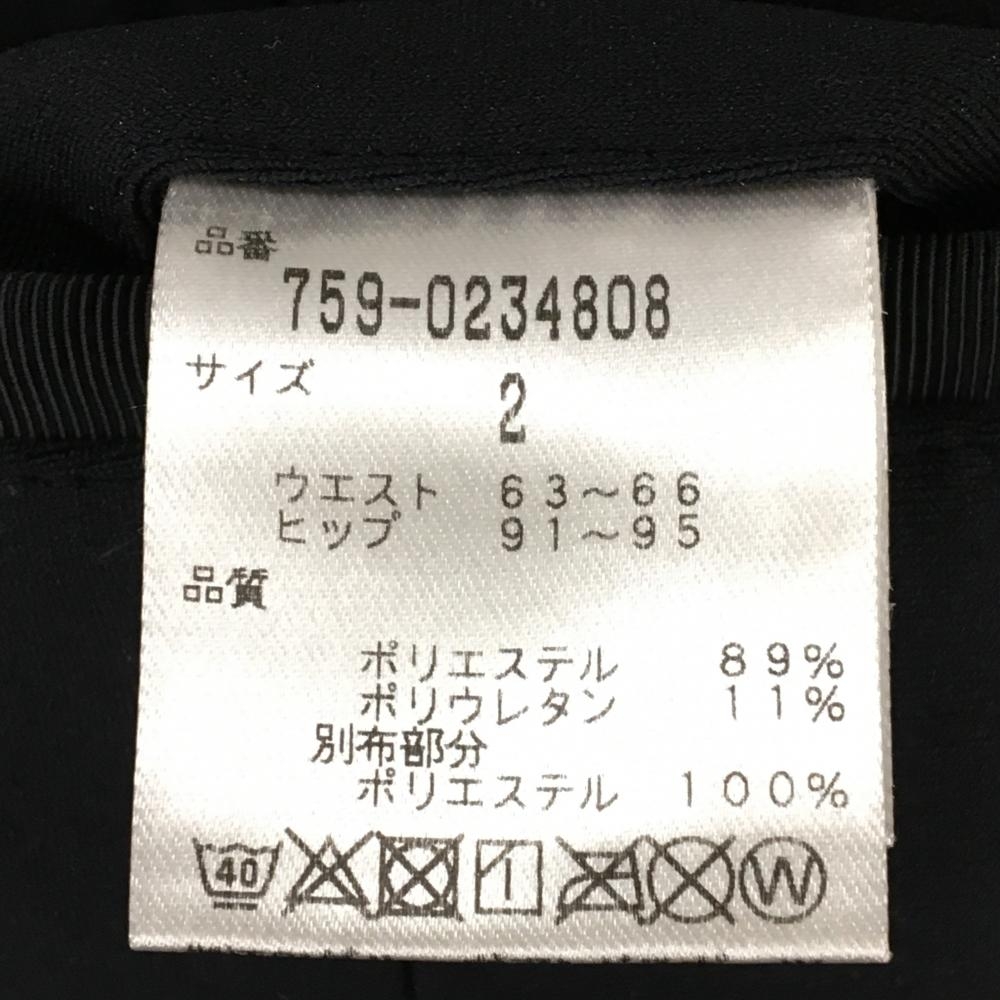 品番
759-0234808
サイズ
2
ウエスト 63～66
ヒップ 91～95
品質
ポリエステル 89%
ポリウレタン 11%
別布部分
ポリエステル 100%
40 W